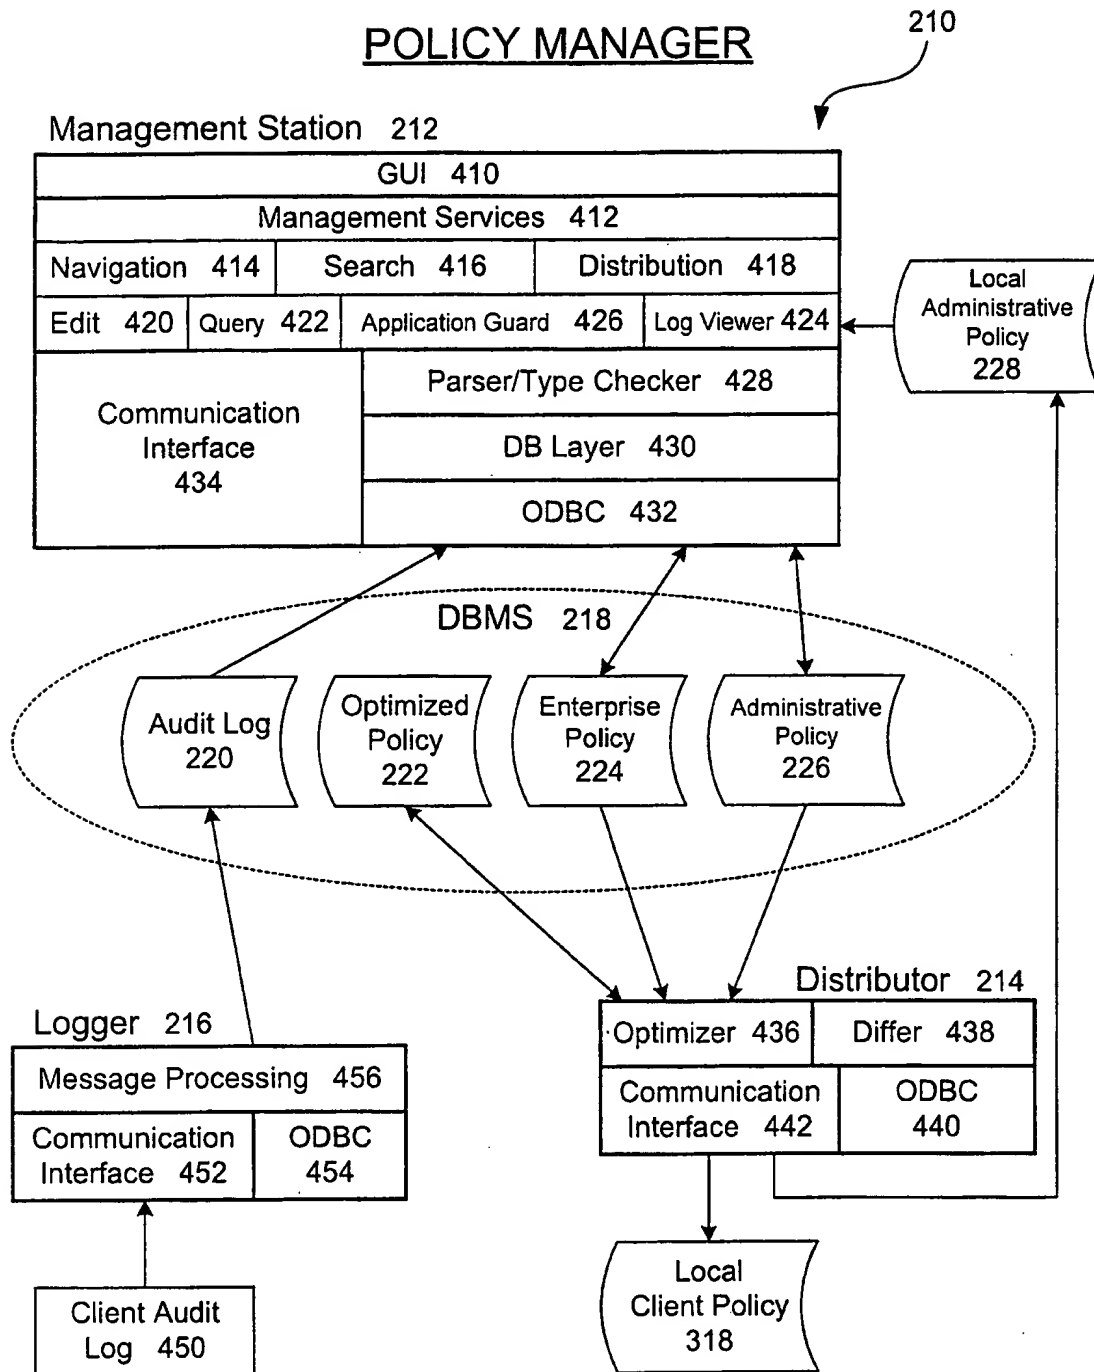 POLICY MANAGER
210
Management Station 212
GUI 410
Management Services 412
Navigation 414
Search 416
Distribution 418
Edit 420
Query 422
Application Guard 426
Log Viewer 424
Local
Administrative
Policy
228
Communication
Interface
434
Parser/Type Checker 428
DB Layer 430
ODBC 432
DBMS 218
Audit Log
220
Optimized
Policy
222
Enterprise
Policy
224
Administrative
Policy
226
Logger 216
Message Processing 456
Communication
Interface 452
ODBC
454
Client Audit
Log 450
Distributor 214
Optimizer 436
Differ 438
Communication
Interface 442
ODBC
440
Local
Client Policy
318